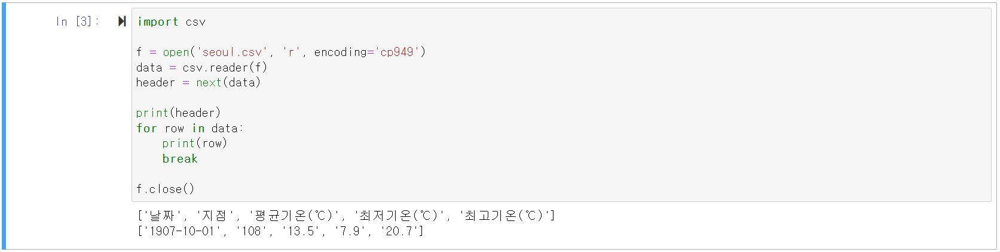 In [3]:
import csv
f = open('seoul.csv', 'r', encoding='cp949')
data = csv.reader(f)
header = next(data)
print(header)
for row in data:
    print(row)
    break
f.close()
['날짜', '지점', '평균기온(℃)', '최저기온(℃)', '최고기온(℃)']
['1907-10-01', '108', '13.5', '7.9', '20.7']